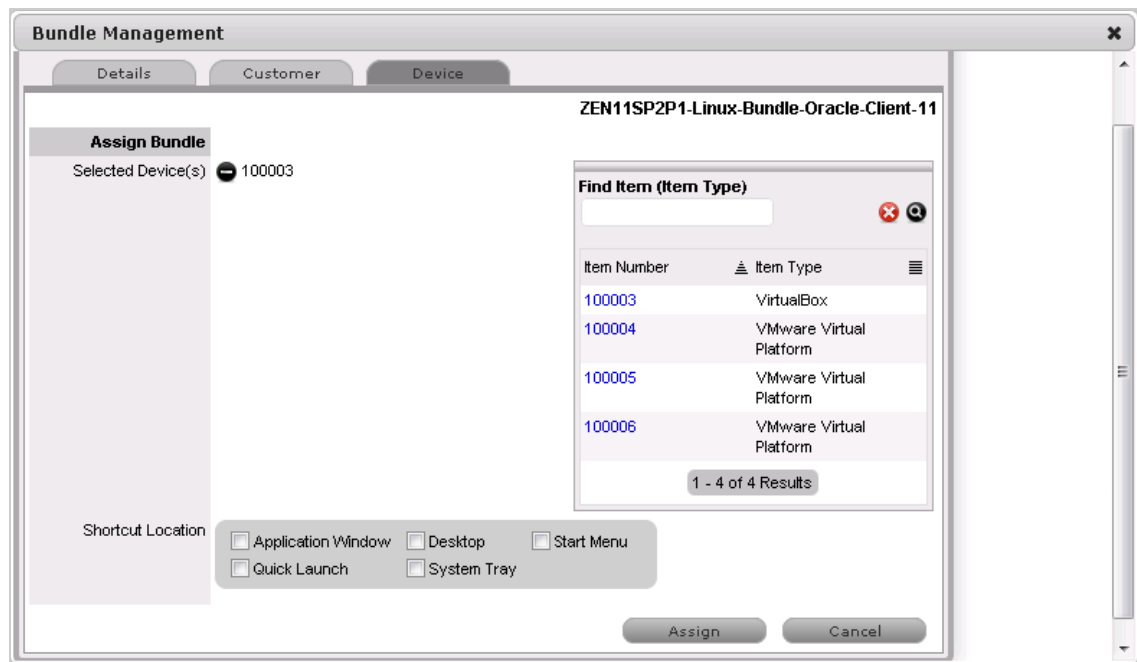 Bundle Management
Details Customer Device
ZEN11SP2P1-Linux-Bundle-Oracle-Client-11
Assign Bundle
Selected Device(s) 100003
Find Item (Item Type)
Item Number Item Type
100003 VirtualBox
100004 VMware Virtual
Platform
100005 VMware Virtual
Platform
100006 VMware Virtual
Platform
1 - 4 of 4 Results
Shortcut Location
Application Window Desktop Start Menu
Quick Launch System Tray
Assign Cancel